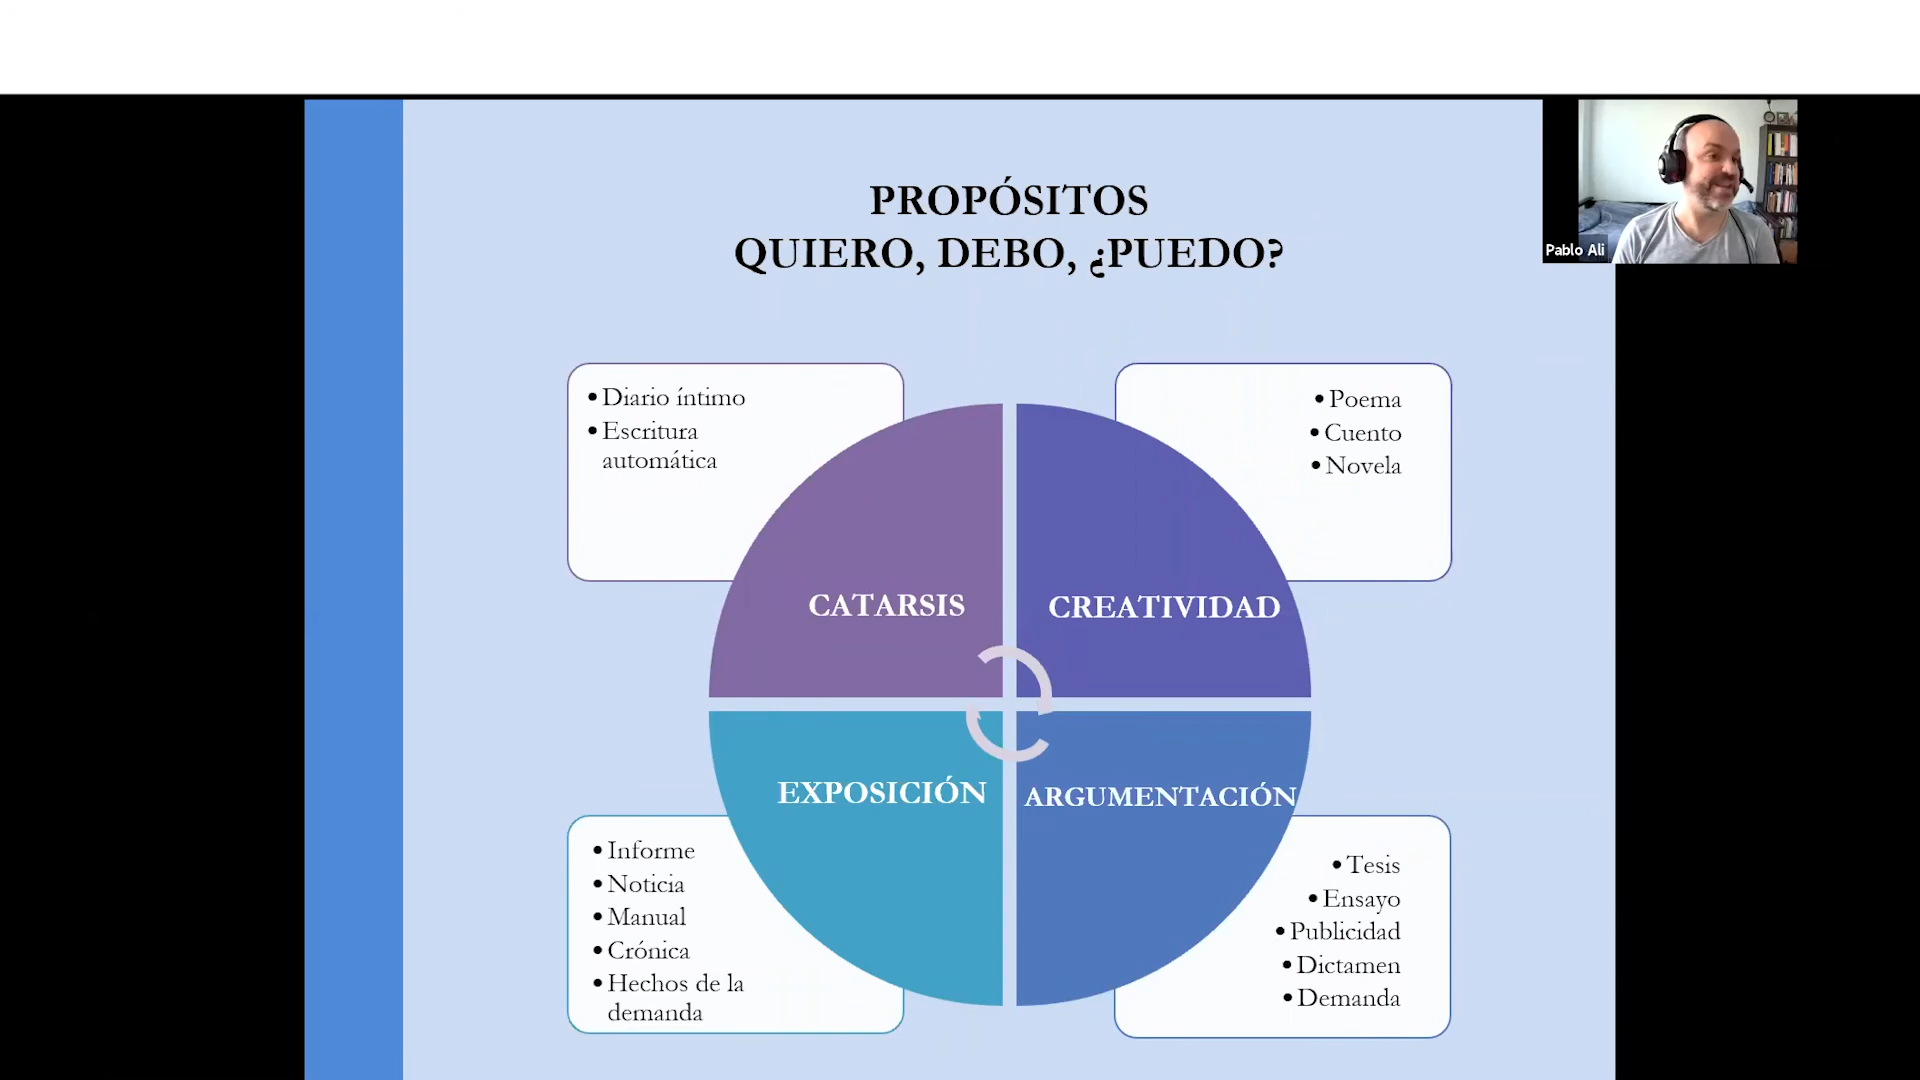 PROPÓSITOS
QUIERO, DEBO, ¿PUEDO?
Pablo Ali
• Diario íntimo
• Escritura
automática
• Poema
• Cuento
• Novela
CATARSIS
CREATIVIDAD
EXPOSICIÓN
ARGUMENTACIÓN
• Informe
• Noticia
• Manual
• Crónica
• Hechos de la
demanda
• Tesis
• Ensayo
• Publicidad
• Dictamen
• Demanda